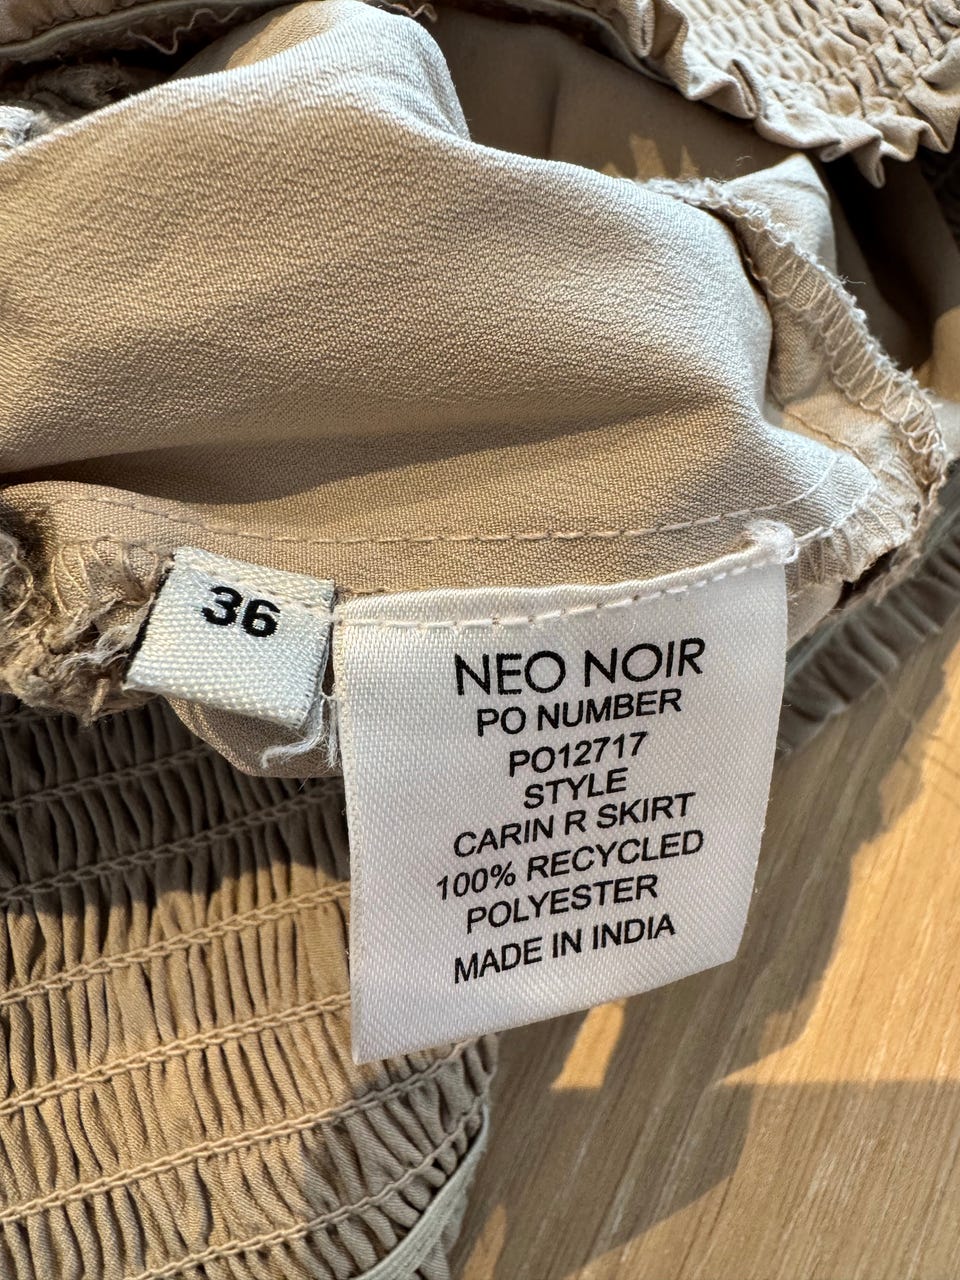 36
NEO NOIR
PO NUMBER
PO12717
STYLE
CARIN R SKIRT
100% RECYCLED
POLYESTER
MADE IN INDIA